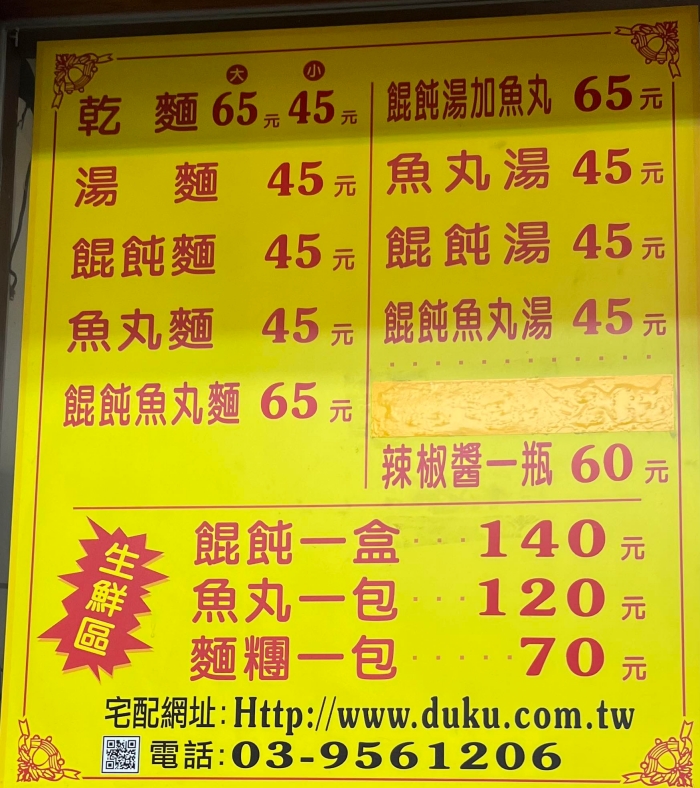 大 小
乾麵 65元 45元
湯麵 45元
餛飩麵 45元
魚丸麵 45元
餛飩魚丸麵 65元
餛飩湯加魚丸 65元
魚丸湯 45元
餛飩湯 45元
餛飩魚丸湯 45元
辣椒醬一瓶 60元
生鮮區
餛飩一盒···140元
魚丸一包···120元
麵糰一包·····70元
宅配網址:Http://www.duku.com.tw
電話:03-9561206